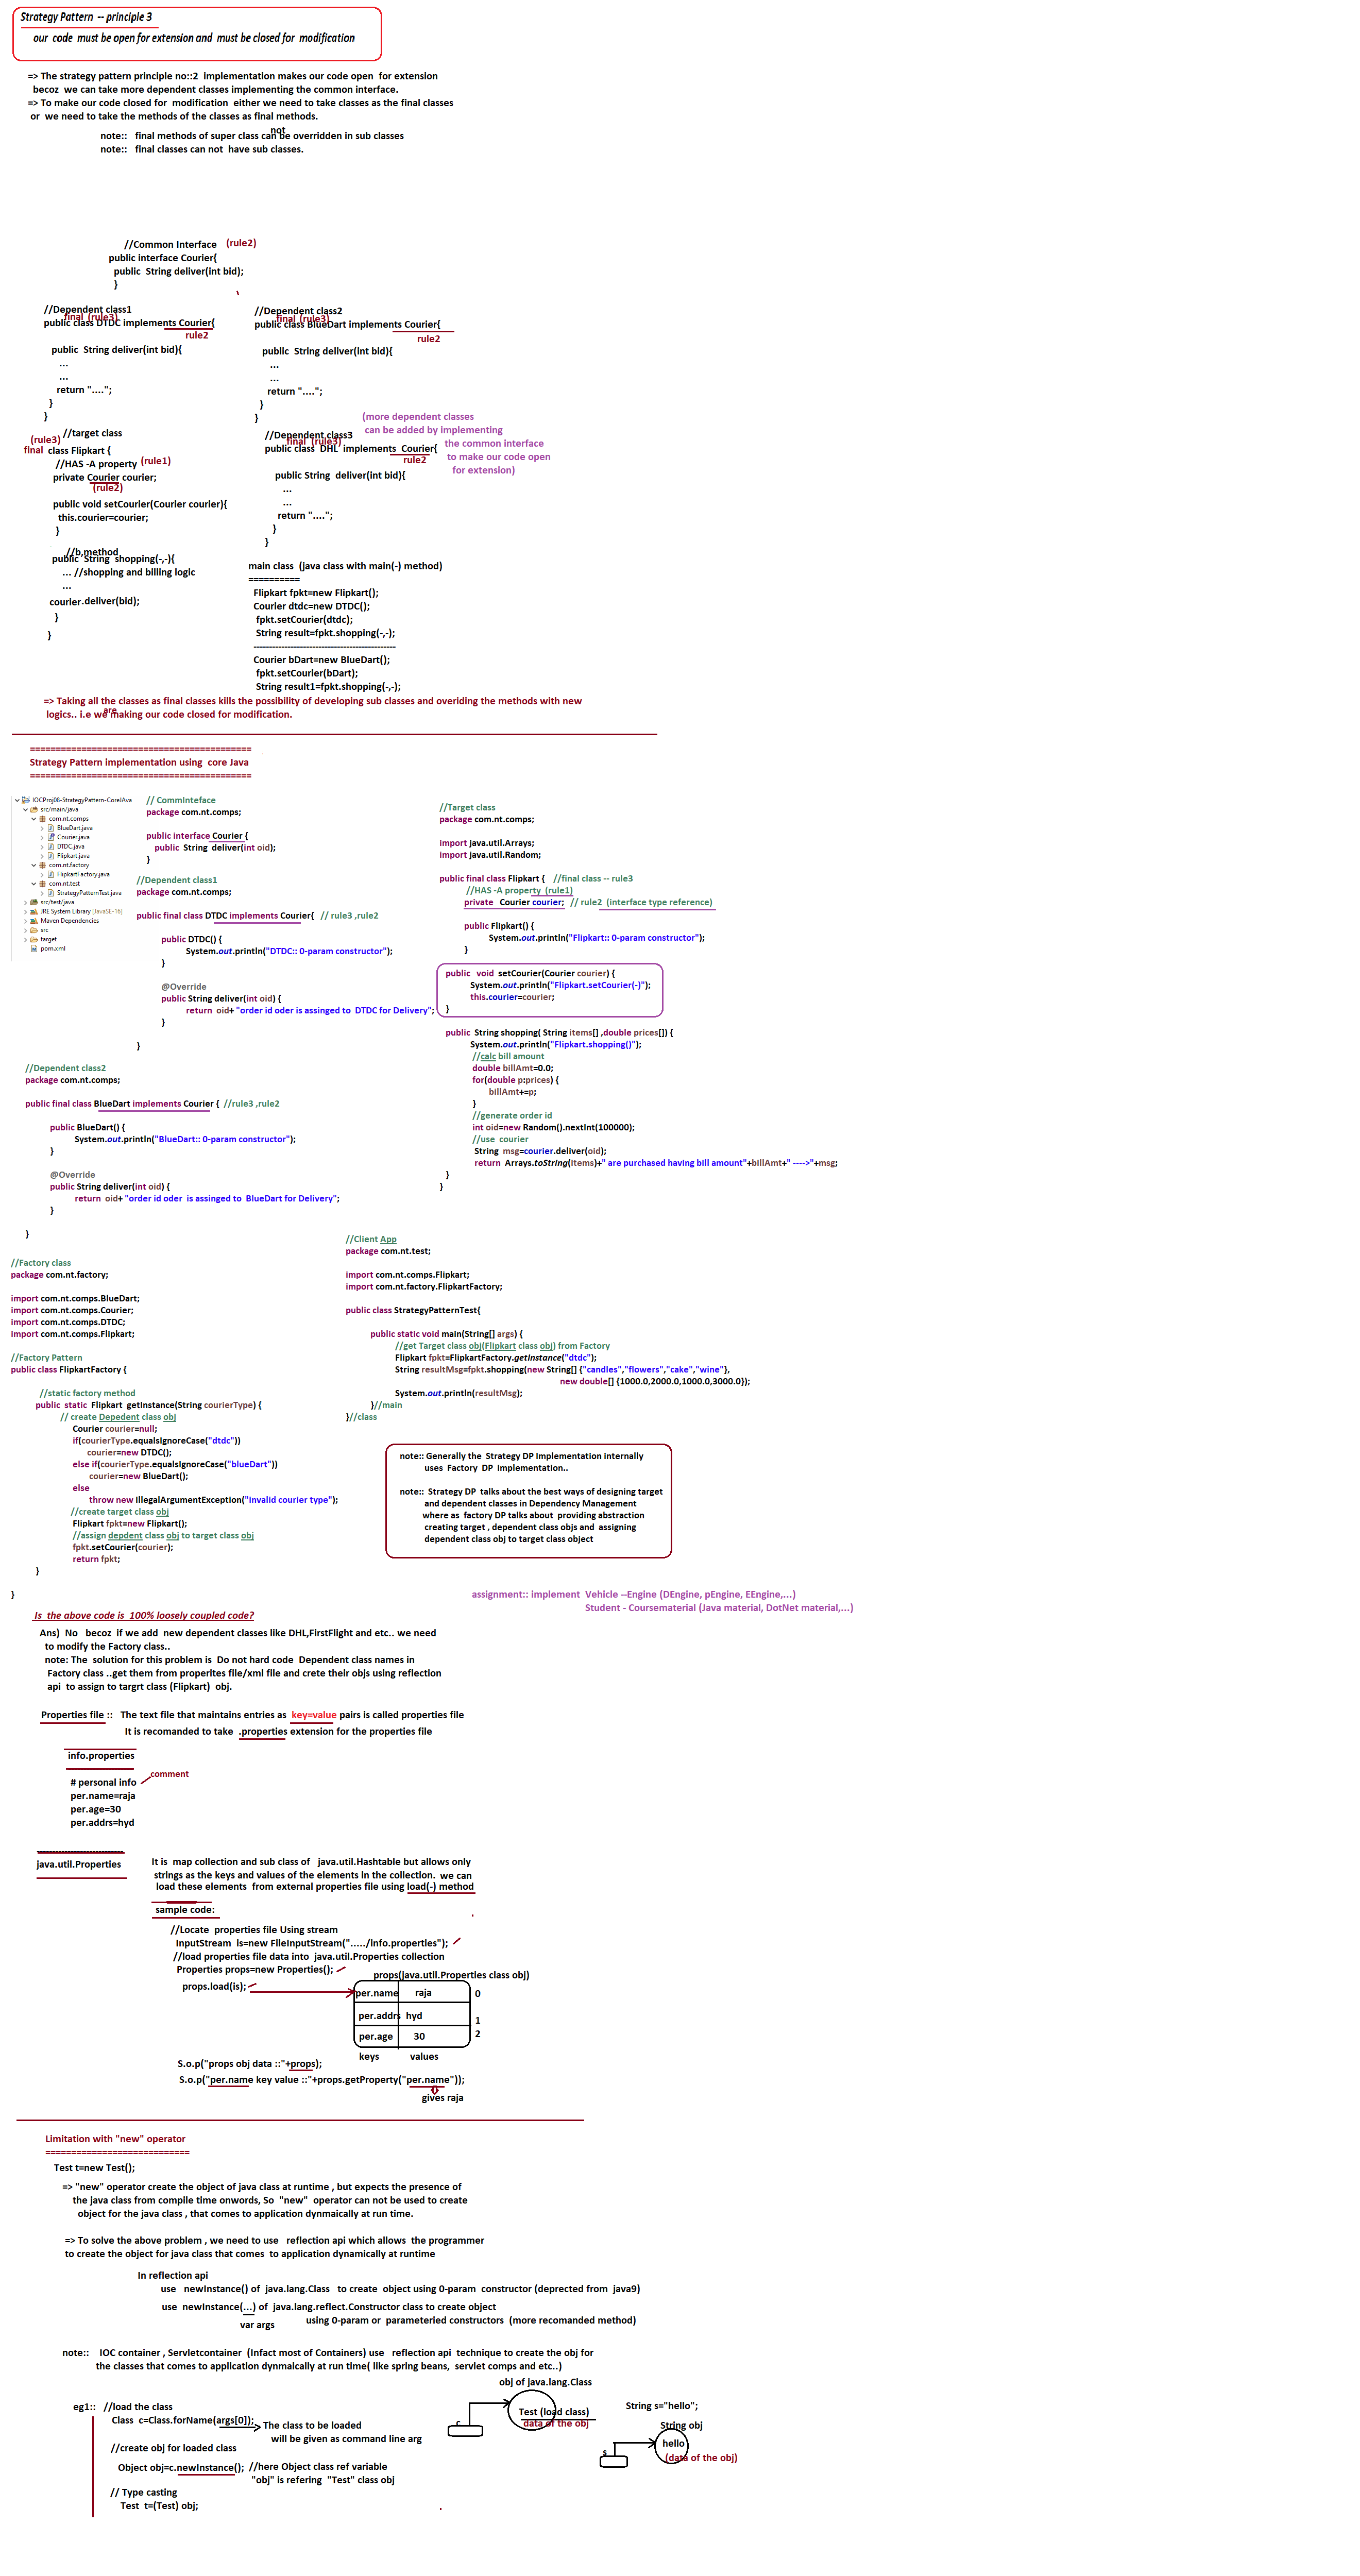 Strategy Pattern -- principle 3
our code must be open for extension and must be closed for modification
=> The strategy pattern principle no::2 implementation makes our code open for extension
becoz we can take more dependent classes implementing the common interface.
=> To make our code closed for modification either we need to take classes as the final classes
or we need to take the methods of the classes as final methods.
not
note:: final methods of super class can be overridden in sub classes
note:: final classes can not have sub classes.
//Common Interface (rule2)
public interface Courier{
public String deliver(int bid);
}
//Dependent class1
final (rule3)
public class DTDC implements Courier{
rule2
public String deliver(int bid){
...
...
return "....";
}
}
//Dependent class2
final (rule3)
public class BlueDart implements Courier{
rule2
public String deliver(int bid){
...
...
return "....";
}
}
(more dependent classes
can be added by implementing
the common interface
to make our code open
for extension)
//target class
(rule3)
final class Flipkart {
//HAS -A property (rule1)
private Courier courier;
(rule2)
public void setCourier(Courier courier){
this.courier=courier;
}
//b.method
public String shopping(-,-){
... //shopping and billing logic
...
courier.deliver(bid);
}
}
//Dependent class3
final (rule3)
public class DHL implements Courier{
rule2
public String deliver(int bid){
...
...
return "....";
}
}
main class (java class with main(-) method)
==========
Flipkart fpkt=new Flipkart();
Courier dtdc=new DTDC();
fpkt.setCourier(dtdc);
String result=fpkt.shopping(-,-);
----------------------------------------------
Courier bDart=new BlueDart();
fpkt.setCourier(bDart);
String result1=fpkt.shopping(-,-);
=> Taking all the classes as final classes kills the possibility of developing sub classes and overiding the methods with new
are
logics.. i.e we making our code closed for modification.
===========================================
Strategy Pattern implementation using core Java
===========================================
IOCProj08-StrategyPattern-CoreJAva
src/main/java
com.nt.comps
BlueDart.java
Courier.java
DTDC.java
Flipkart.java
com.nt.factory
FlipkartFactory.java
com.nt.test
StrategyPatternTest.java
src/test/java
JRE System Library [JavaSE-16]
Maven Dependencies
src
target
pom.xml
// CommInteface
package com.nt.comps;
public interface Courier {
public String deliver(int oid);
}
//Dependent class1
package com.nt.comps;
public final class DTDC implements Courier{ // rule3 ,rule2
public DTDC() {
System.out.println("DTDC:: 0-param constructor");
}
@Override
public String deliver(int oid) {
return oid+ "order id oder is assinged to DTDC for Delivery";
}
}
//Target class
package com.nt.comps;
import java.util.Arrays;
import java.util.Random;
public final class Flipkart { //final class -- rule3
//HAS -A property (rule1)
private Courier courier; // rule2 (interface type reference)
public Flipkart() {
System.out.println("Flipkart:: 0-param constructor");
}
public void setCourier(Courier courier) {
System.out.println("Flipkart.setCourier(-)");
this.courier=courier;
}
public String shopping( String items[] ,double prices[]) {
System.out.println("Flipkart.shopping()");
//calc bill amount
double billAmt=0.0;
for(double p:prices) {
billAmt+=p;
}
//generate order id
int oid=new Random().nextInt(100000);
//use courier
String msg=courier.deliver(oid);
return Arrays.toString(items)+" are purchased having bill amount"+billAmt+" ---->"+msg;
}
}
//Dependent class2
package com.nt.comps;
public final class BlueDart implements Courier { //rule3 ,rule2
public BlueDart() {
System.out.println("BlueDart:: 0-param constructor");
}
@Override
public String deliver(int oid) {
return oid+ "order id oder is assinged to BlueDart for Delivery";
}
}
//Factory class
package com.nt.factory;
import com.nt.comps.BlueDart;
import com.nt.comps.Courier;
import com.nt.comps.DTDC;
import com.nt.comps.Flipkart;
//Factory Pattern
public class FlipkartFactory {
//static factory method
public static Flipkart getInstance(String courierType) {
// create Depedent class obj
Courier courier=null;
if(courierType.equalsIgnoreCase("dtdc"))
courier=new DTDC();
else if(courierType.equalsIgnoreCase("blueDart"))
courier=new BlueDart();
else
throw new IllegalArgumentException("invalid courier type");
//create target class obj
Flipkart fpkt=new Flipkart();
//assign depdent class obj to target class obj
fpkt.setCourier(courier);
return fpkt;
}
}
//Client App
package com.nt.test;
import com.nt.comps.Flipkart;
import com.nt.factory.FlipkartFactory;
public class StrategyPatternTest{
public static void main(String[] args) {
//get Target class obj(Flipkart class obj) from Factory
Flipkart fpkt=FlipkartFactory.getInstance("dtdc");
String resultMsg=fpkt.shopping(new String[] {"candles","flowers","cake","wine"},
new double[] {1000.0,2000.0,1000.0,3000.0});
System.out.println(resultMsg);
}//main
}//class
note:: Generally the Strategy DP Implementation internally
uses Factory DP implementation..
note:: Strategy DP talks about the best ways of designing target
and dependent classes in Dependency Management
where as factory DP talks about providing abstraction
creating target , dependent class objs and assigning
dependent class obj to target class object
assignment:: implement Vehicle --Engine (DEngine, pEngine, EEngine,...)
Student - Coursematerial (Java material, DotNet material,...)
Is the above code is 100% loosely coupled code?
Ans) No becoz if we add new dependent classes like DHL,FirstFlight and etc.. we need
to modify the Factory class..
note: The solution for this problem is Do not hard code Dependent class names in
Factory class ..get them from properites file/xml file and crete their objs using reflection
api to assign to targrt class (Flipkart) obj.
Properties file :: The text file that maintains entries as key=value pairs is called properties file
It is recomanded to take .properties extension for the properties file
info.properties
# personal info
comment
per.name=raja
per.age=30
per.addrs=hyd
java.util.Properties
It is map collection and sub class of java.util.Hashtable but allows only
strings as the keys and values of the elements in the collection. we can
load these elements from external properties file using load(-) method
sample code:
//Locate properties file Using stream
InputStream is=new FileInputStream("...../info.properties");
//load properties file data into java.util.Properties collection
Properties props=new Properties();
props.load(is);
props(java.util.Properties class obj)
per.name raja 0
per.addrs hyd 1
per.age 30 2
keys values
S.o.p("props obj data ::"+props);
S.o.p("per.name key value ::"+props.getProperty("per.name"));
gives raja
Limitation with "new" operator
============================
Test t=new Test();
=> "new" operator create the object of java class at runtime , but expects the presence of
the java class from compile time onwords, So "new" operator can not be used to create
object for the java class , that comes to application dynmaically at run time.
=> To solve the above problem , we need to use reflection api which allows the programmer
to create the object for java class that comes to application dynamically at runtime
In reflection api
use newInstance() of java.lang.Class to create object using 0-param constructor (deprected from java9)
use newInstance(...) of java.lang.reflect.Constructor class to create object
var args
using 0-param or parameteried constructors (more recomanded method)
note:: IOC container , Servletcontainer (Infact most of Containers) use reflection api technique to create the obj for
the classes that comes to application dynmaically at run time( like spring beans, servlet comps and etc..)
eg1:: //load the class
Class c=Class.forName(args[0]);
The class to be loaded
will be given as command line arg
//create obj for loaded class
Object obj=c.newInstance(); //here Object class ref variable
"obj" is refering "Test" class obj
// Type casting
Test t=(Test) obj;
obj of java.lang.Class
c
Test (load class)
data of the obj
String s="hello";
String obj
s
hello
(data of the obj)